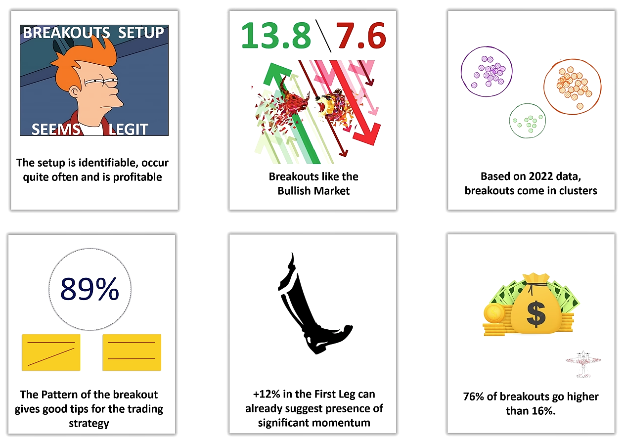 BREAKOUTS SETUP
SEEMS LEGIT
The setup is identifiable, occur
quite often and is profitable
13.8 \ 7.6
Breakouts like the
Bullish Market
Based on 2022 data,
breakouts come in clusters
89%
The Pattern of the breakout
gives good tips for the trading
strategy
+12% in the First Leg can
already suggest presence of
significant momentum
$
76% of breakouts go higher
than 16%.